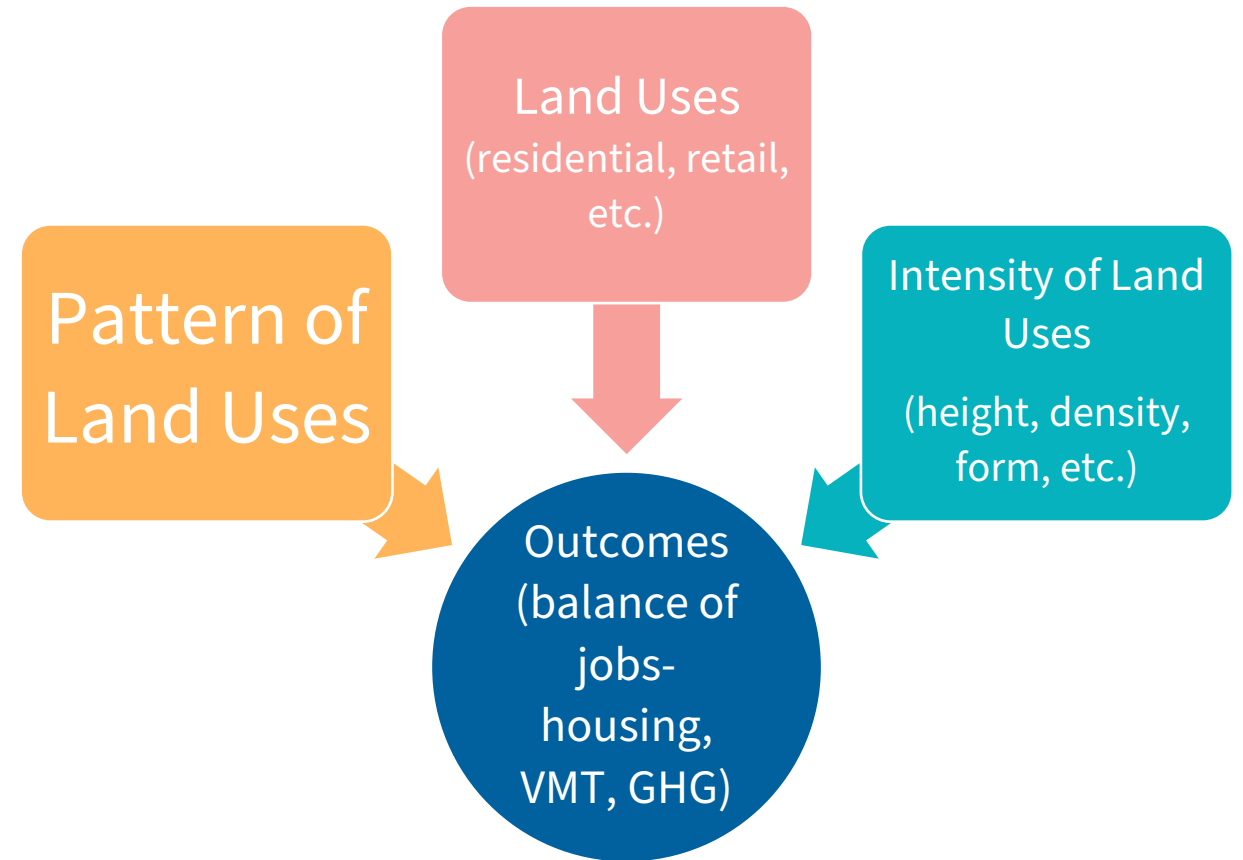 Land Uses
(residential, retail,
etc.)
Pattern of
Land Uses
Intensity of Land
Uses
(height, density,
form, etc.)
Outcomes
(balance of
jobs-
housing,
VMT, GHG)